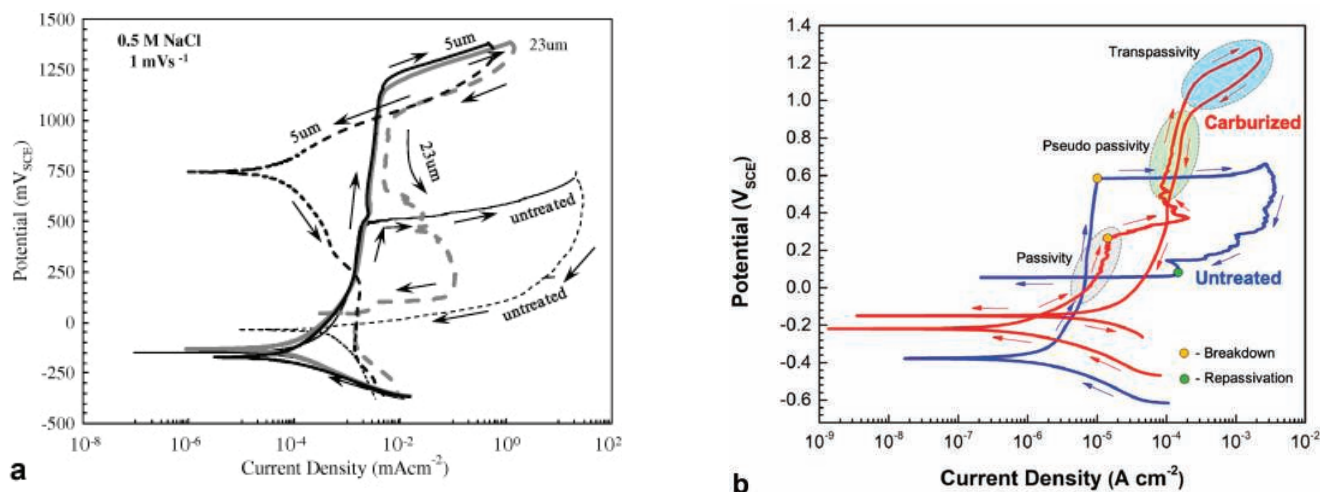 0.5 M NaCl
1 mVs⁻¹
5um
23um
5um
23um
untreated
untreated
Potential (mV_SCE)
1500
1250
1000
750
500
250
0
-250
-500
10⁻⁸
10⁻⁶
10⁻⁴
10⁻²
10⁰
10²
Current Density (mAcm⁻²)
a
Potential (V_SCE)
1.4
1.2
1.0
0.8
0.6
0.4
0.2
0.0
-0.2
-0.4
-0.6
Transpassivity
Carburized
Pseudo passivity
Passivity
Untreated
- Breakdown
- Repassivation
10⁻⁹
10⁻⁸
10⁻⁷
10⁻⁶
10⁻⁵
10⁻⁴
10⁻³
10⁻²
Current Density (A cm⁻²)
b